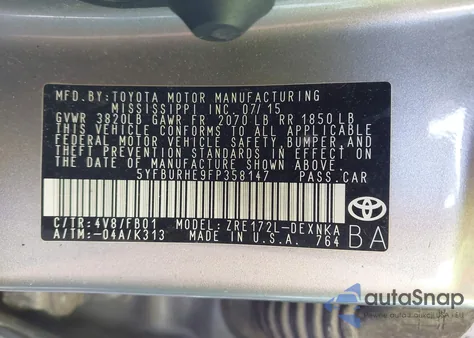 MFD.BY: TOYOTA MOTOR MANUFACTURING
MISSISSIPPI INC. 07/15
GVWR 3820LB GAWR FR 2070 LB RR 1850 LB
THIS VEHICLE CONFORMS TO ALL APPLICABLE
FEDERAL MOTOR VEHICLE SAFETY, BUMPER, AND
THEFT PREVENTION STANDARDS IN EFFECT ON
THE DATE OF MANUFACTURE SHOWN ABOVE.
5YFBURHE9FP358147 PASS.CAR
C/TR:4V8/FB01 MODEL: ZRE172L-DEXNKA
A/TM:-04A/K313 MADE IN U.S.A. 764
TOYOTA
BA
autoSnap